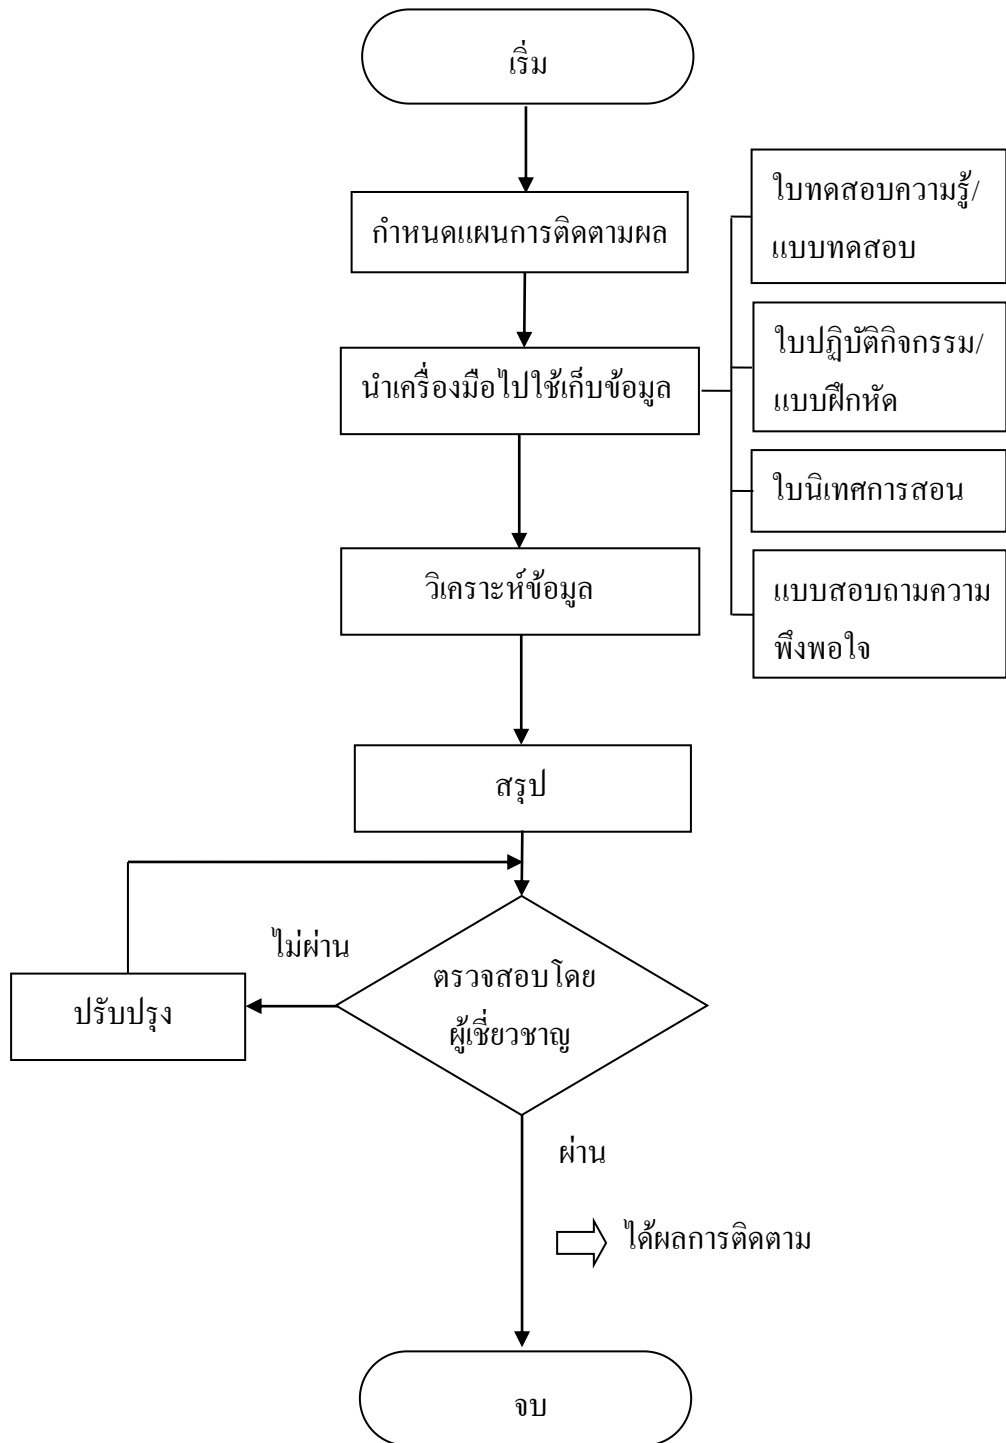 เริ่ม
กำหนดแผนการติดตามผล
นำเครื่องมือไปใช้เก็บข้อมูล
ใบทดสอบความรู้/
แบบทดสอบ
ใบปฏิบัติกิจกรรม/
แบบฝึกหัด
ใบนิเทศการสอน
แบบสอบถามความ
พึงพอใจ
วิเคราะห์ข้อมูล
สรุป
ไม่ผ่าน
ปรับปรุง
ตรวจสอบโดย
ผู้เชี่ยวชาญ
ผ่าน
ได้ผลการติดตาม
จบ